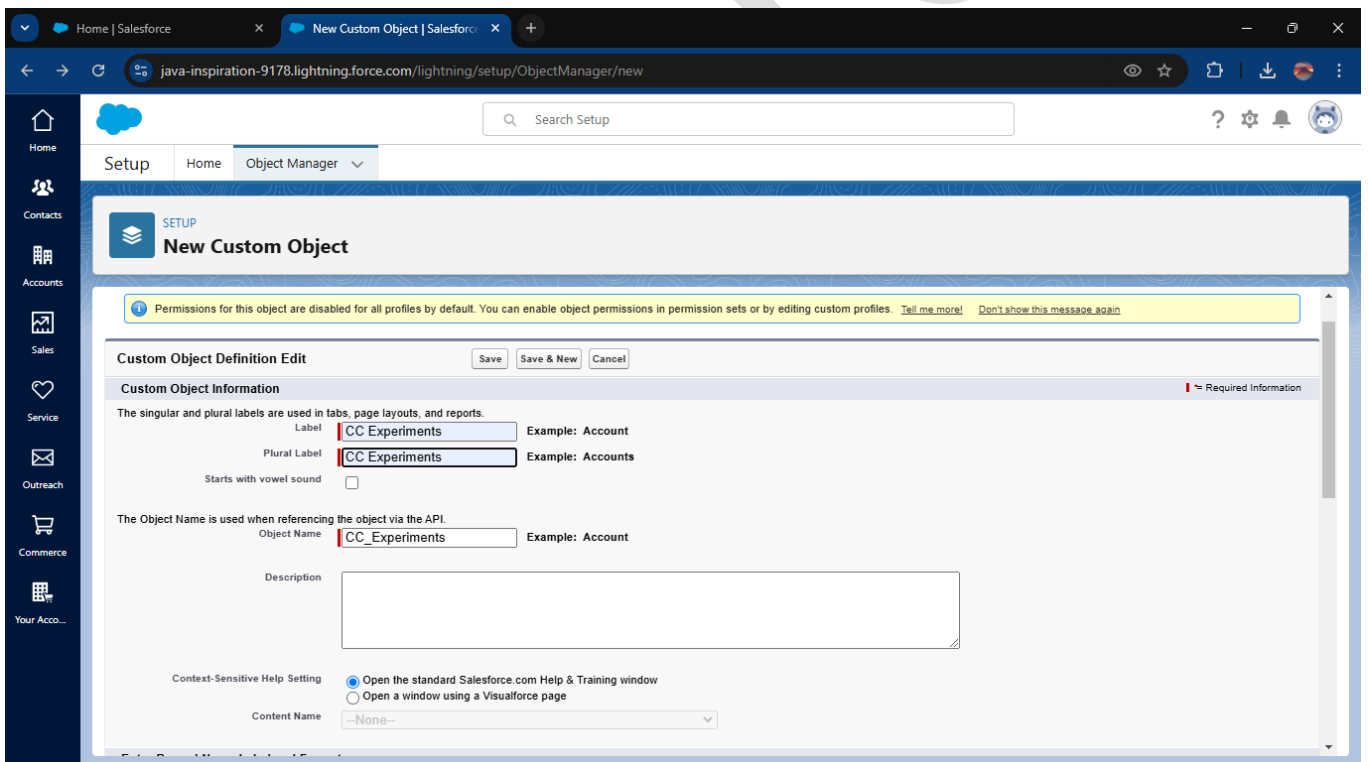 Home | Salesforce
New Custom Object | Salesforce
java-inspiration-9178.lightning.force.com/lightning/setup/ObjectManager/new
Search Setup
Home
Setup Home Object Manager
Contacts
SETUP
New Custom Object
Accounts
Permissions for this object are disabled for all profiles by default. You can enable object permissions in permission sets or by editing custom profiles. Tell me more! Don't show this message again
Sales
Custom Object Definition Edit Save Save & New Cancel
Custom Object Information = Required Information
The singular and plural labels are used in tabs, page layouts, and reports.
Label CC Experiments Example: Account
Service
Plural Label CC Experiments Example: Accounts
Starts with vowel sound
Outreach
The Object Name is used when referencing the object via the API.
Object Name CC_Experiments Example: Account
Commerce
Description
Your Acco...
Context-Sensitive Help Setting Open the standard Salesforce.com Help & Training window
Open a window using a Visualforce page
Content Name --None--